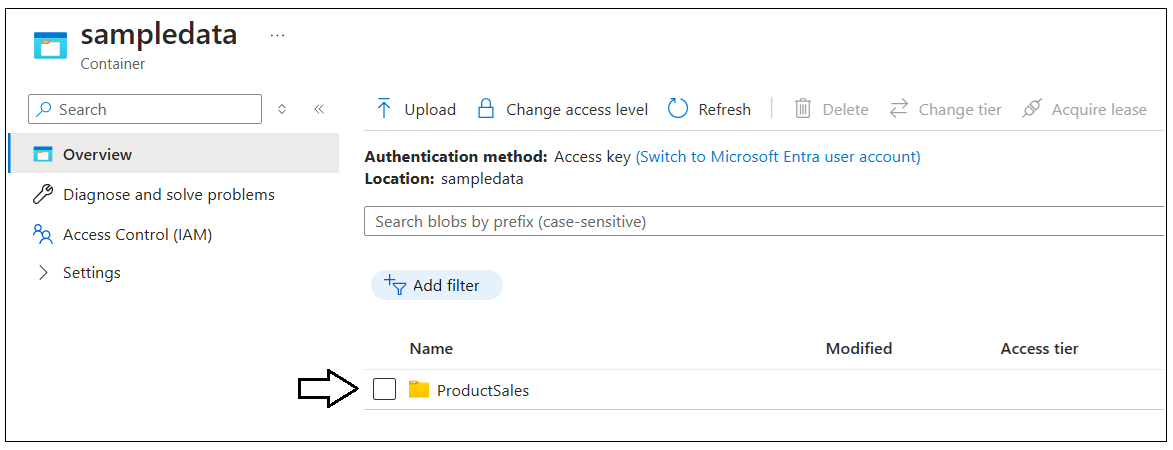 sampledata ...
Container
Search
Overview
Diagnose and solve problems
Access Control (IAM)
Settings
Upload Change access level Refresh Delete Change tier Acquire lease
Authentication method: Access key (Switch to Microsoft Entra user account)
Location: sampledata
Search blobs by prefix (case-sensitive)
Add filter
Name Modified Access tier
ProductSales